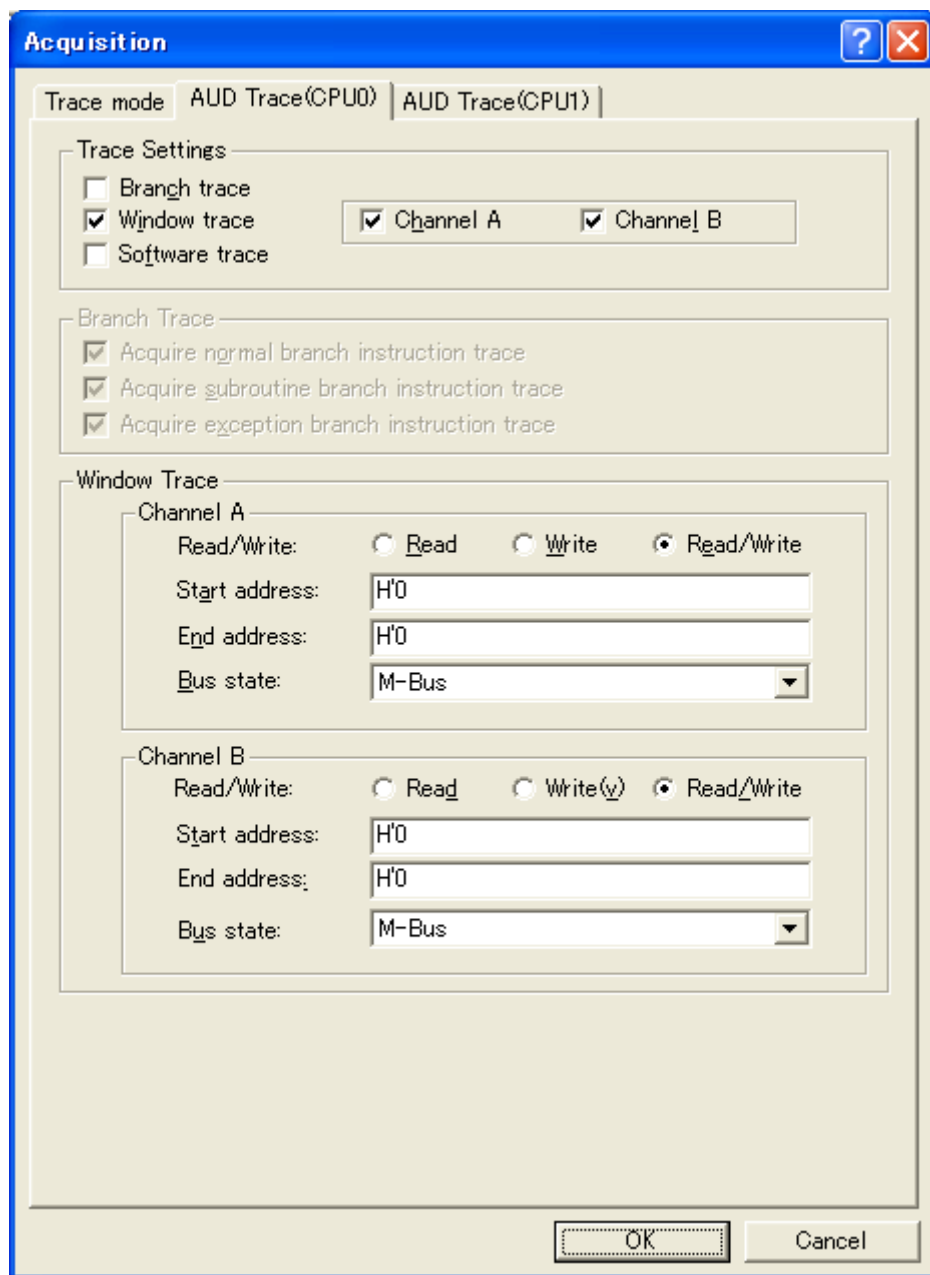 Acquisition
Trace mode AUD Trace(CPU0) AUD Trace(CPU1)
Trace Settings
Branch trace
Window trace Channel A Channel B
Software trace
Branch Trace
Acquire normal branch instruction trace
Acquire subroutine branch instruction trace
Acquire exception branch instruction trace
Window Trace
Channel A
Read/Write: Read Write Read/Write
Start address: H'0
End address: H'0
Bus state: M-Bus
Channel B
Read/Write: Read Write(v) Read/Write
Start address: H'0
End address: H'0
Bus state: M-Bus
OK Cancel